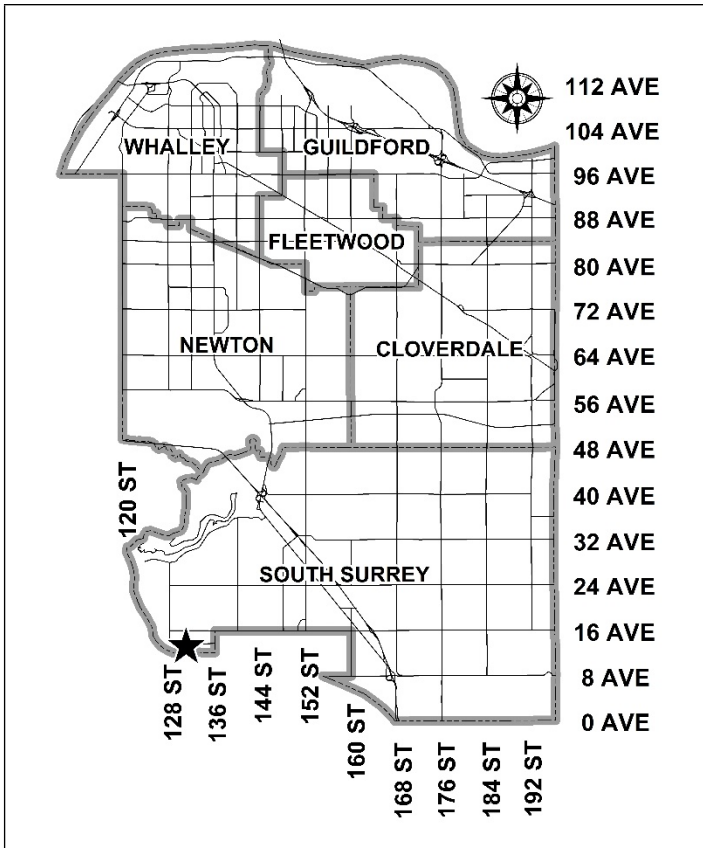 112 AVE
104 AVE
WHALLEY
GUILDFORD
96 AVE
88 AVE
FLEETWOOD
80 AVE
72 AVE
NEWTON
CLOVERDALE
64 AVE
56 AVE
48 AVE
120 ST
40 AVE
32 AVE
SOUTH SURREY
24 AVE
16 AVE
128 ST
136 ST
144 ST
152 ST
8 AVE
160 ST
0 AVE
168 ST
176 ST
184 ST
192 ST